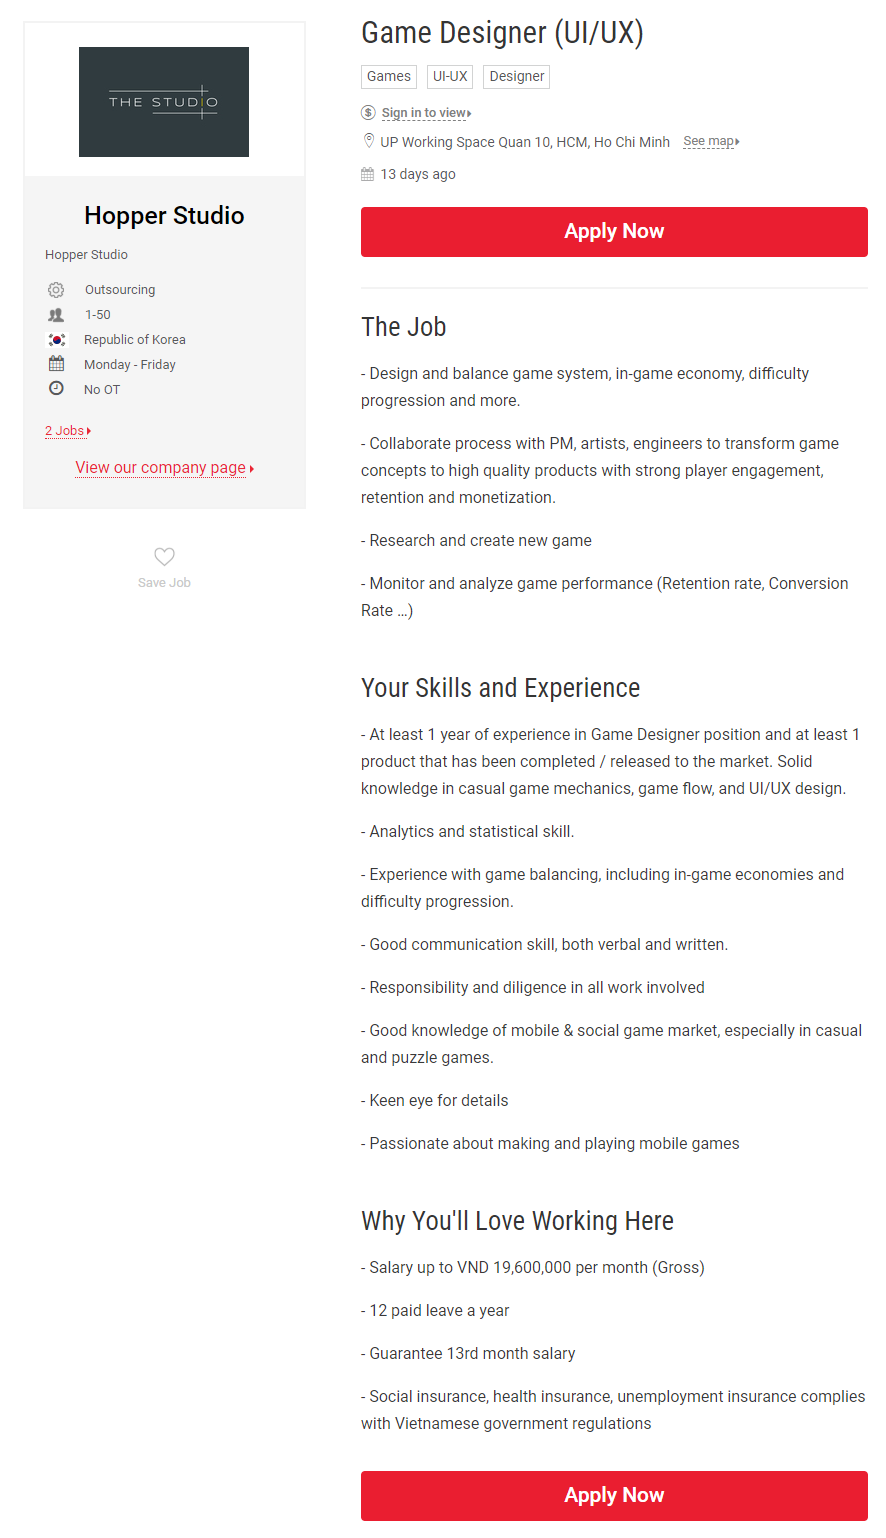 THE STUDIO
Hopper Studio
Hopper Studio
Outsourcing
1-50
Republic of Korea
Monday - Friday
No OT
2 Jobs
View our company page
Save Job
Game Designer (UI/UX)
Games UI-UX Designer
Sign in to view
UP Working Space Quan 10, HCM, Ho Chi Minh See map
13 days ago
Apply Now
The Job
- Design and balance game system, in-game economy, difficulty
progression and more.
- Collaborate process with PM, artists, engineers to transform game
concepts to high quality products with strong player engagement,
retention and monetization.
- Research and create new game
- Monitor and analyze game performance (Retention rate, Conversion
Rate ...)
Your Skills and Experience
- At least 1 year of experience in Game Designer position and at least 1
product that has been completed / released to the market. Solid
knowledge in casual game mechanics, game flow, and UI/UX design.
- Analytics and statistical skill.
- Experience with game balancing, including in-game economies and
difficulty progression.
- Good communication skill, both verbal and written.
- Responsibility and diligence in all work involved
- Good knowledge of mobile & social game market, especially in casual
and puzzle games.
- Keen eye for details
- Passionate about making and playing mobile games
Why You'll Love Working Here
- Salary up to VND 19,600,000 per month (Gross)
- 12 paid leave a year
- Guarantee 13rd month salary
- Social insurance, health insurance, unemployment insurance complies
with Vietnamese government regulations
Apply Now